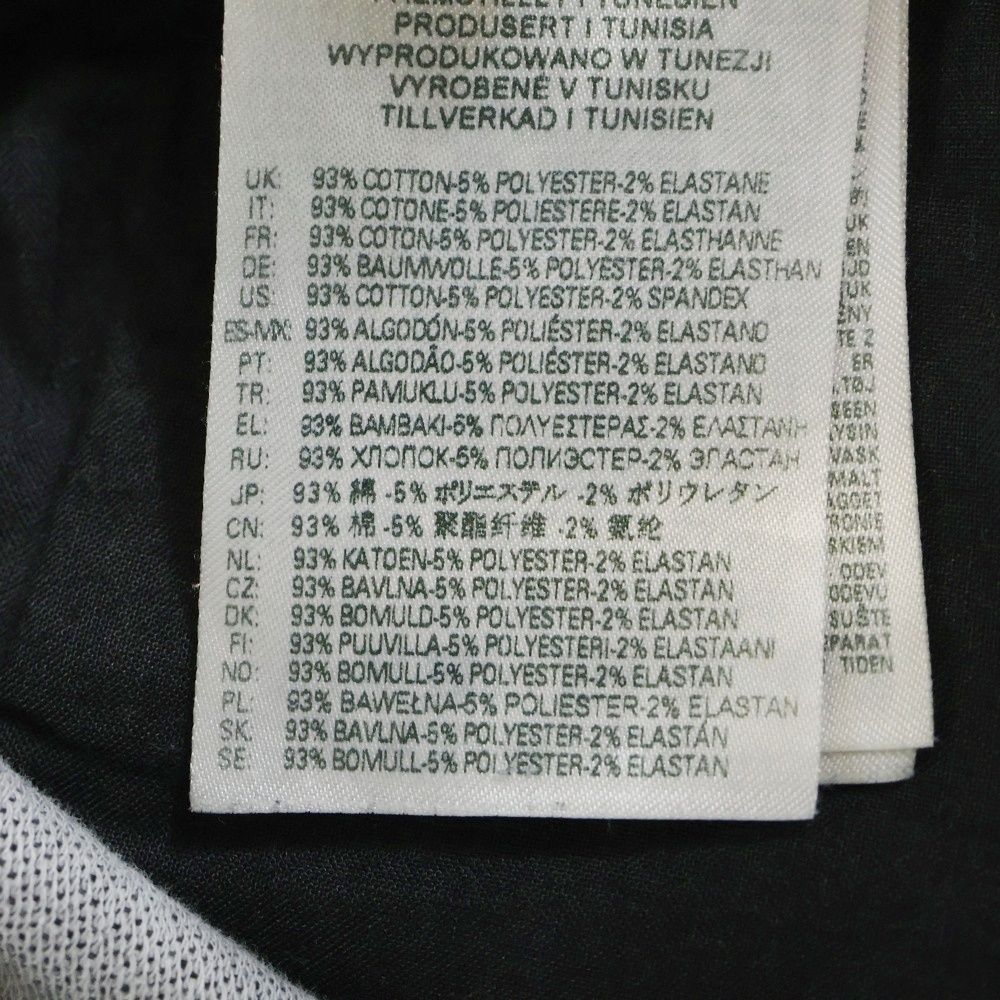 PRODUSERT I TUNISIA
WYPRODUKOWANO W TUNEZJI
VYROBENÉ V TUNISKU
TILLVERKAD I TUNISIEN
UK: 93% COTTON-5% POLYESTER-2% ELASTANE
IT: 93% COTONE-5% POLIESTERE-2% ELASTAN
FR: 93% COTON-5% POLYESTER-2% ELASTHANNE
DE: 93% BAUMWOLLE-5% POLYESTER-2% ELASTHAN
US: 93% COTTON-5% POLYESTER-2% SPANDEX
ES-MX: 93% ALGODÓN-5% POLIÉSTER-2% ELASTANO
PT: 93% ALGODÃO-5% POLIÉSTER-2% ELASTANO
TR: 93% PAMUKLU-5% POLYESTER-2% ELASTAN
EL: 93% ΒΑΜΒΑΚΙ-5% ΠΟΛΥΕΣΤΕΡΑΣ-2% ΕΛΑΣΤΑΝΗ
RU: 93% ХЛОПОК-5% ПОЛИЭСТЕР-2% ЭЛАСТАН
JP: 93% 綿 -5% ポリエステル -2% ポリウレタン
CN: 93% 棉 -5% 聚酯纤维 -2% 氨纶
NL: 93% KATOEN-5% POLYESTER-2% ELASTAN
CZ: 93% BAVLNA-5% POLYESTER-2% ELASTAN
DK: 93% BOMULD-5% POLYESTER-2% ELASTAN
FI: 93% PUUVILLA-5% POLYESTERI-2% ELASTAANI
NO: 93% BOMULL-5% POLYESTER-2% ELASTAN
PL: 93% BAWEŁNA-5% POLIESTER-2% ELASTAN
SK: 93% BAVLNA-5% POLYESTER-2% ELASTÁN
SE: 93% BOMULL-5% POLYESTER-2% ELASTAN